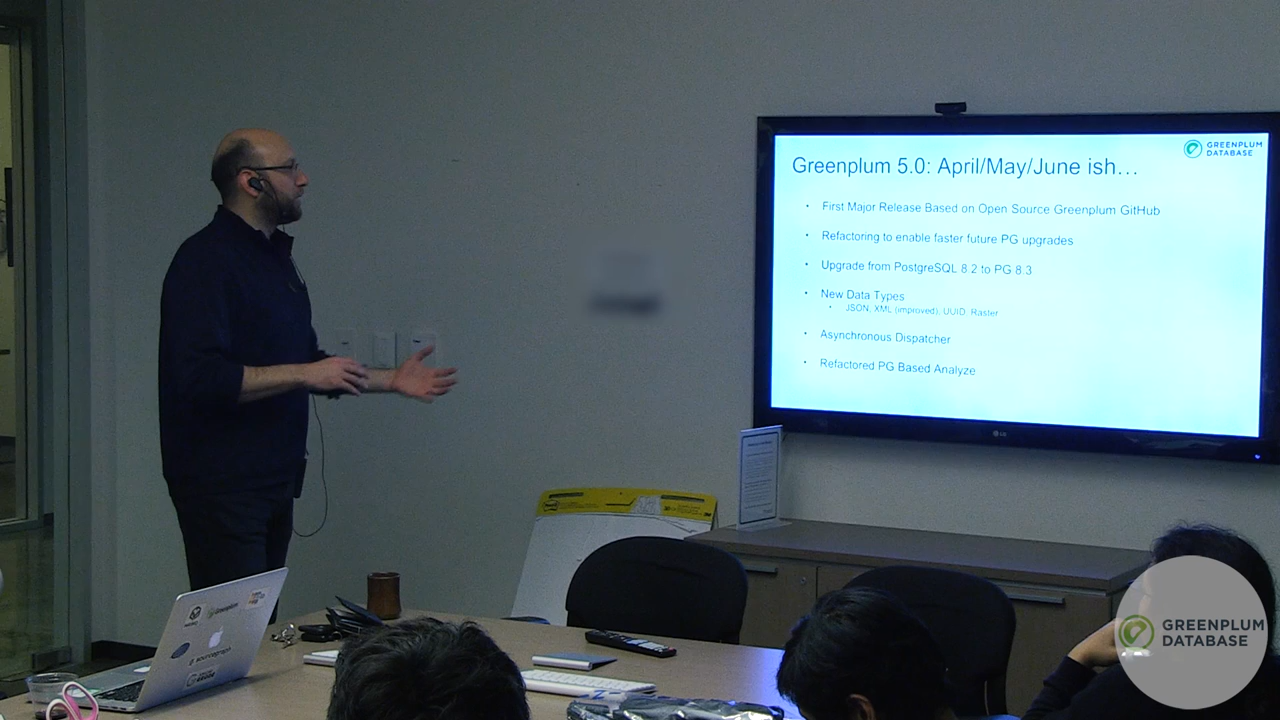 GREENPLUM
DATABASE
Greenplum 5.0: April/May/June ish…
• First Major Release Based on Open Source Greenplum GitHub
• Refactoring to enable faster future PG upgrades
• Upgrade from PostgreSQL 8.2 to PG 8.3
• New Data Types
• JSON, XML (improved), UUID, Raster
• Asynchronous Dispatcher
• Refactored PG Based Analyze
LG
Greenplum
sourcegraph
GREENPLUM
DATABASE